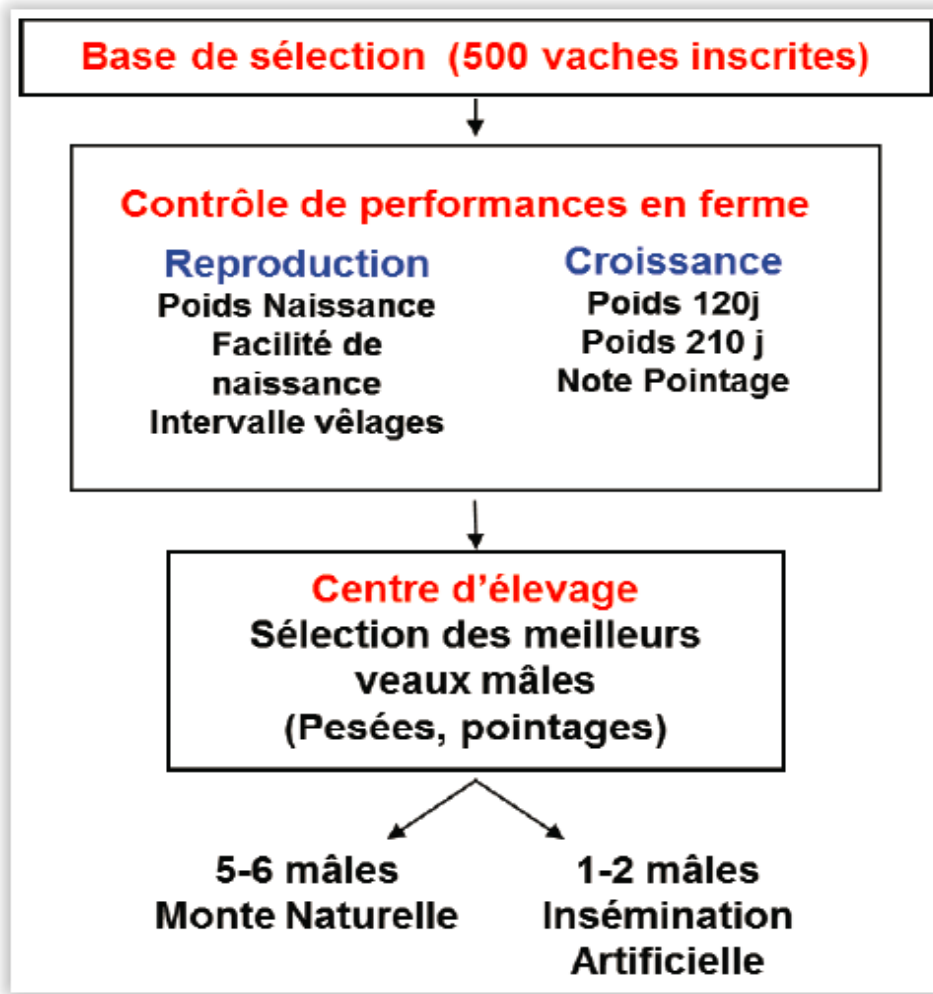 Base de sélection (500 vaches inscrites)
Contrôle de performances en ferme
Reproduction
Poids Naissance
Facilité de
naissance
Intervalle vêlages
Croissance
Poids 120j
Poids 210 j
Note Pointage
Centre d'élevage
Sélection des meilleurs
veaux mâles
(Pesées, pointages)
5-6 mâles
Monte Naturelle
1-2 mâles
Insémination
Artificielle